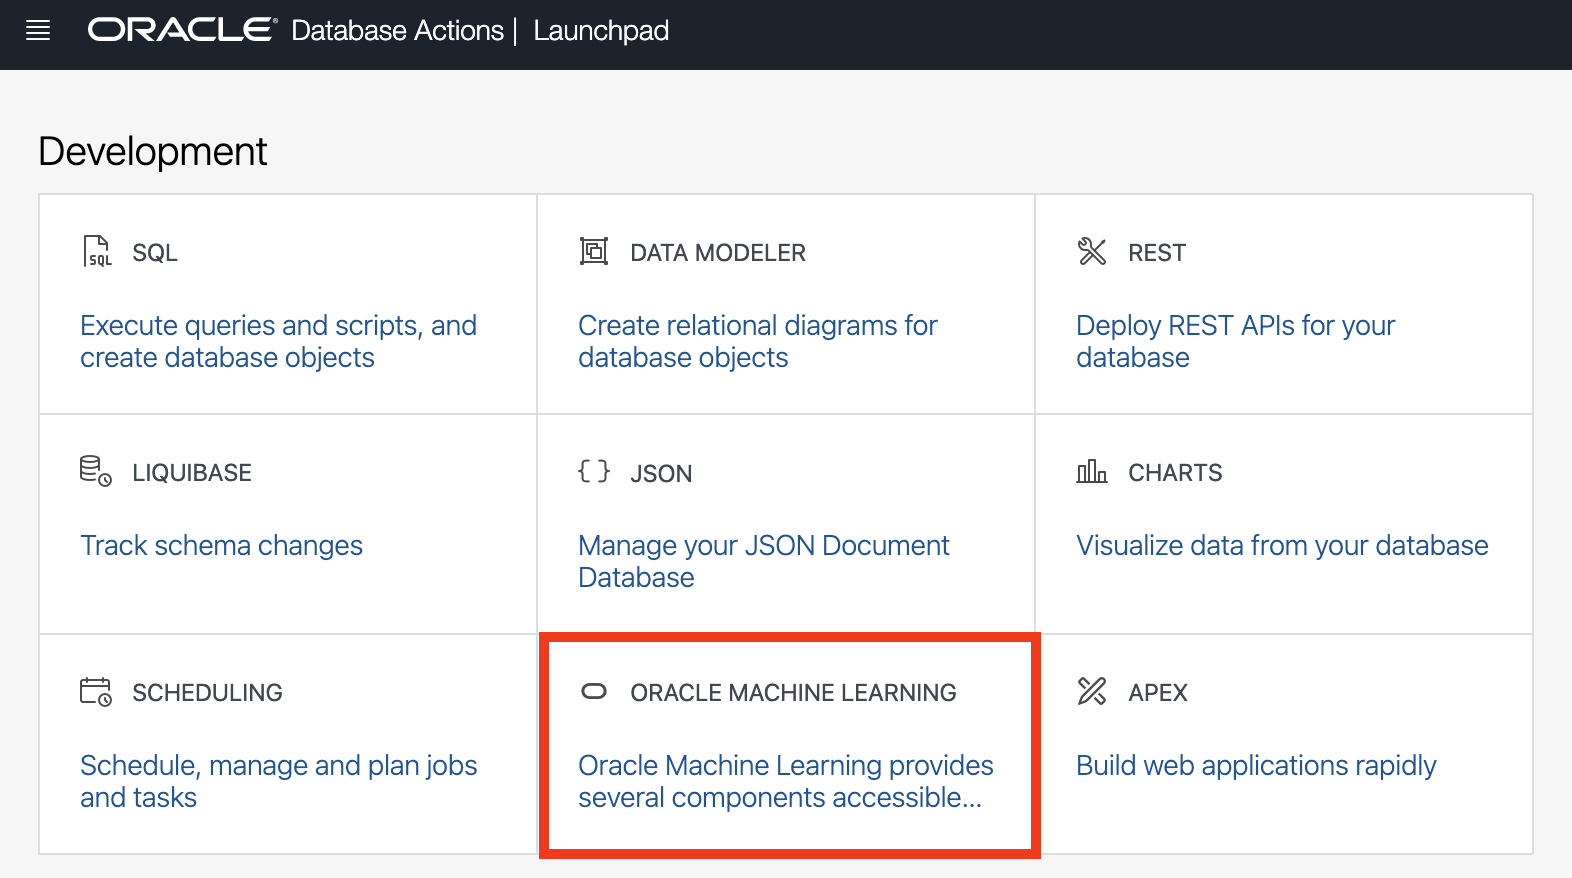 ORACLE® Database Actions | Launchpad
Development
SQL
Execute queries and scripts, and
create database objects
DATA MODELER
Create relational diagrams for
database objects
REST
Deploy REST APIs for your
database
LIQUIBASE
Track schema changes
{ } JSON
Manage your JSON Document
Database
CHARTS
Visualize data from your database
SCHEDULING
Schedule, manage and plan jobs
and tasks
ORACLE MACHINE LEARNING
Oracle Machine Learning provides
several components accessible...
APEX
Build web applications rapidly